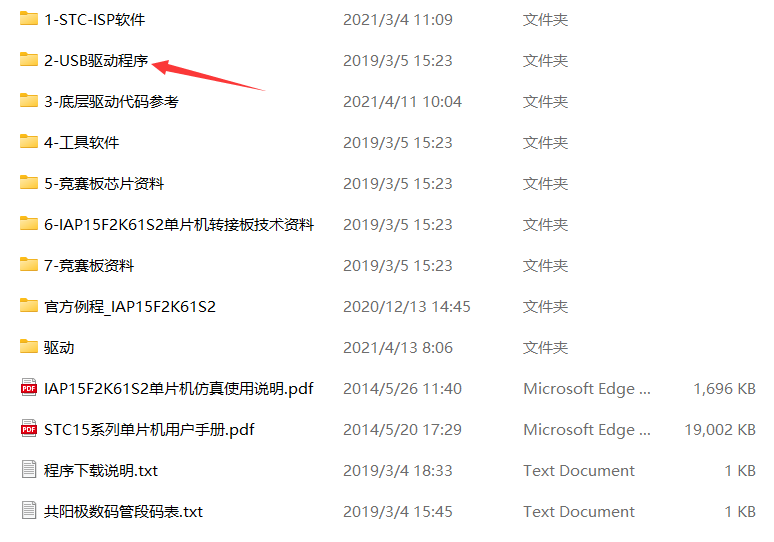 1-STC-ISP软件 2021/3/4 11:09 文件夹
2-USB驱动程序 2019/3/5 15:23 文件夹
3-底层驱动代码参考 2021/4/11 10:04 文件夹
4-工具软件 2019/3/5 15:23 文件夹
5-竞赛板芯片资料 2019/3/5 15:23 文件夹
6-IAP15F2K61S2单片机转接板技术资料 2019/3/5 15:23 文件夹
7-竞赛板资料 2019/3/5 15:23 文件夹
官方例程_IAP15F2K61S2 2020/12/13 14:45 文件夹
驱动 2021/4/13 8:06 文件夹
PDF IAP15F2K61S2单片机仿真使用说明.pdf 2014/5/26 11:40 Microsoft Edge ... 1,696 KB
PDF STC15系列单片机用户手册.pdf 2014/5/20 17:29 Microsoft Edge ... 19,002 KB
程序下载说明.txt 2019/3/4 18:33 Text Document 1 KB
共阳极数码管段码表.txt 2019/3/4 15:45 Text Document 1 KB